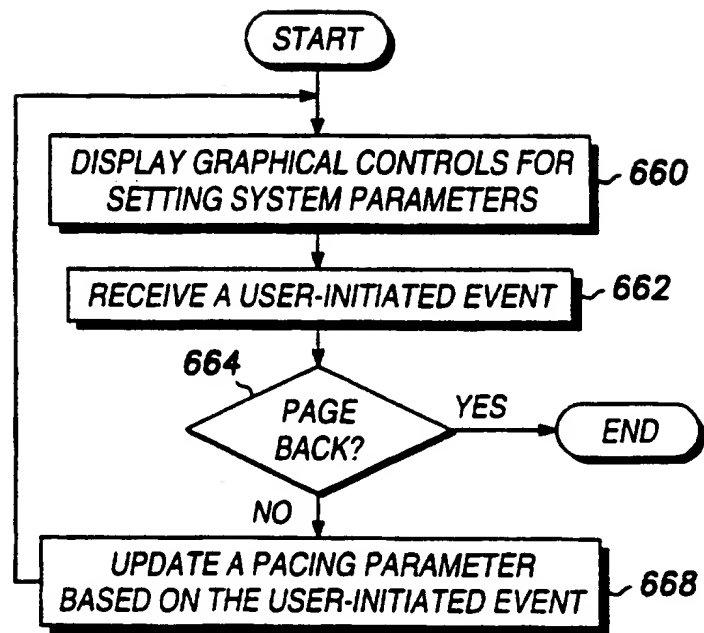 START
DISPLAY GRAPHICAL CONTROLS FOR
SETTING SYSTEM PARAMETERS
660
RECEIVE A USER-INITIATED EVENT
662
664
PAGE
BACK?
YES
END
NO
UPDATE A PACING PARAMETER
BASED ON THE USER-INITIATED EVENT
668